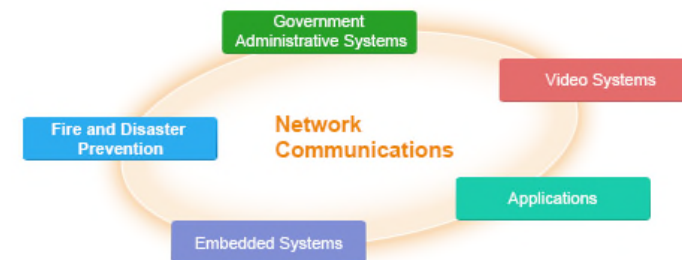 Government
Administrative Systems
Video Systems
Fire and Disaster
Prevention
Network
Communications
Applications
Embedded Systems